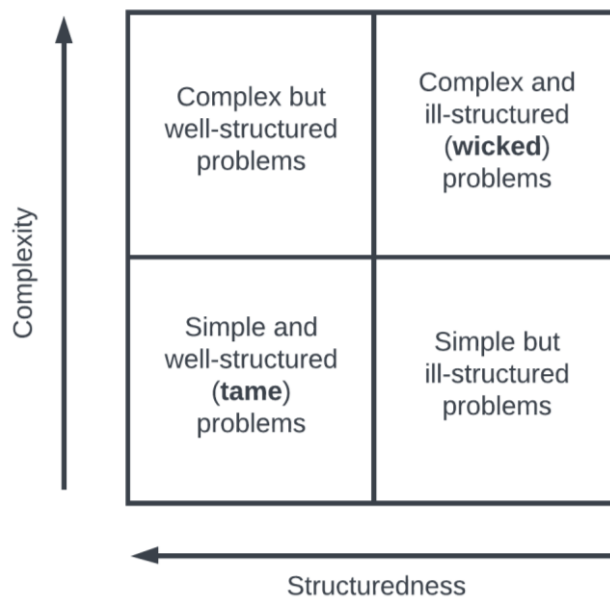 Complex but
well-structured
problems
Complex and
ill-structured
(wicked)
problems
Complexity
Simple and
well-structured
(tame)
problems
Simple but
ill-structured
problems
Structuredness